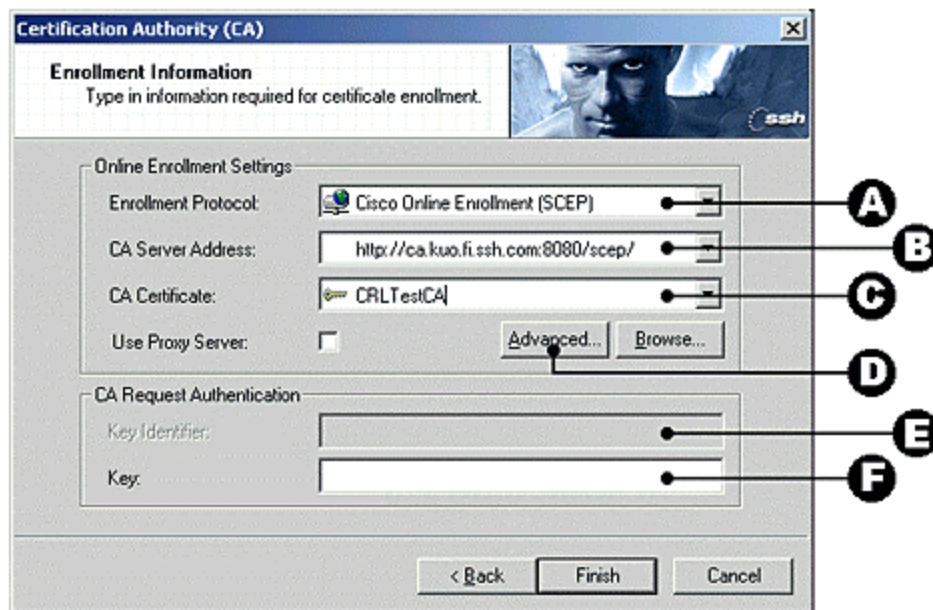 Certification Authority (CA)
Enrollment Information
Type in information required for certificate enrollment.
ssh
Online Enrollment Settings
Enrollment Protocol: Cisco Online Enrollment (SCEP) A
CA Server Address: http://ca.kuo.fi.ssh.com:8080/scep/ B
CA Certificate: CRLTestCA C
Use Proxy Server: Advanced... Browse...
D
CA Request Authentication
Key Identifier: E
Key: F
< Back Finish Cancel